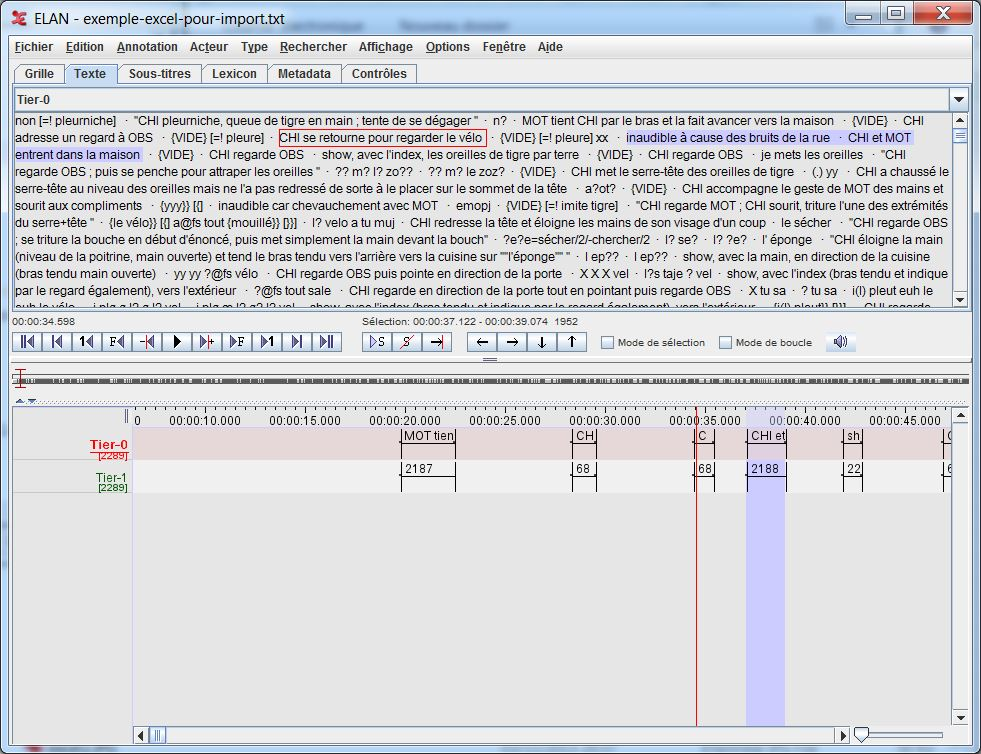 ELAN - exemple-excel-pour-import.txt
Fichier Edition Annotation Acteur Type Rechercher Affichage Options Fenêtre Aide
Grille Texte Sous-titres Lexicon Metadata Contrôles
Tier-0
non [=! pleurniche] · "CHI pleurniche, queue de tigre en main ; tente de se dégager " · n? · MOT tient CHI par le bras et la fait avancer vers la maison · {VIDE} · CHI
adresse un regard à OBS · {VIDE} [=! pleure] · CHI se retourne pour regarder le vélo · {VIDE} [=! pleure] xx · inaudible à cause des bruits de la rue · CHI et MOT
entrent dans la maison · {VIDE} · CHI regarde OBS · show, avec l'index, les oreilles de tigre par terre · {VIDE} · CHI regarde OBS · je mets les oreilles · "CHI
regarde OBS ; puis se penche pour attraper les oreilles " · ?? m? l? zo?? · ?? m? le zoz? · {VIDE} · CHI met le serre-tête des oreilles de tigre · (.) yy · CHI a chaussé le
serre-tête au niveau des oreilles mais ne l'a pas redressé de sorte à le placer sur le sommet de la tête · a?ot? · {VIDE} · CHI accompagne le geste de MOT des mains et
sourit aux compliments · {yyy}} [{] · inaudible car chevauchement avec MOT · emopj · {VIDE} [=! imite tigre] · "CHI regarde MOT ; CHI sourit, triture l'une des extrémités
du serre+tête " · {le vélo}} [{] a@fs tout {mouillé}} [}]} · l? velo a tu muj · CHI redresse la tête et éloigne les mains de son visage d'un coup · le sécher · "CHI regarde OBS
; se triture la bouche en début d'énoncé, puis met simplement la main devant la bouch" · ?e?e=sécher/2/-chercher/2 · l? se? · l? ?e? · l' éponge · "CHI éloigne la main
(niveau de la poitrine, main ouverte) et tend le bras tendu vers l'arrière vers la cuisine sur ""l'éponge"" " · l ep?? · l ep?? · show, avec la main, en direction de la cuisine
(bras tendu main ouverte) · yy yy ?@fs vélo · CHI regarde OBS puis pointe en direction de la porte · X X X vel · l?s taje ? vel · show, avec l'index (bras tendu et indique
par le regard également), vers l'extérieur · ?@fs tout sale · CHI regarde en direction de la porte tout en pointant puis regarde OBS · X tu sa · ? tu sa · i(l) pleut euh le
00:00:34.598
Sélection: 00:00:37.122 - 00:00:39.074 1952
1 F F 1 S S Mode de sélection Mode de boucle
0 00:00:10.000 00:00:15.000 00:00:20.000 00:00:25.000 00:00:30.000 00:00:35.000 00:00:40.000 00:00:45.000
Tier-0 MOT tien CH C CHI et sh
[2289]
Tier-1 2187 68 68 2188 22
[2289]